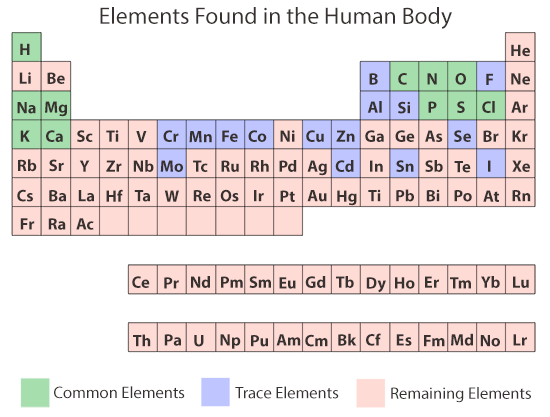 Elements Found in the Human Body
H He
Li Be B C N O F Ne
Na Mg Al Si P S Cl Ar
K Ca Sc Ti V Cr Mn Fe Co Ni Cu Zn Ga Ge As Se Br Kr
Rb Sr Y Zr Nb Mo Tc Ru Rh Pd Ag Cd In Sn Sb Te I Xe
Cs Ba La Hf Ta W Re Os Ir Pt Au Hg Ti Pb Bi Po At Rn
Fr Ra Ac
Ce Pr Nd Pm Sm Eu Gd Tb Dy Ho Er Tm Yb Lu
Th Pa U Np Pu Am Cm Bk Cf Es Fm Md No Lr
Common Elements Trace Elements Remaining Elements